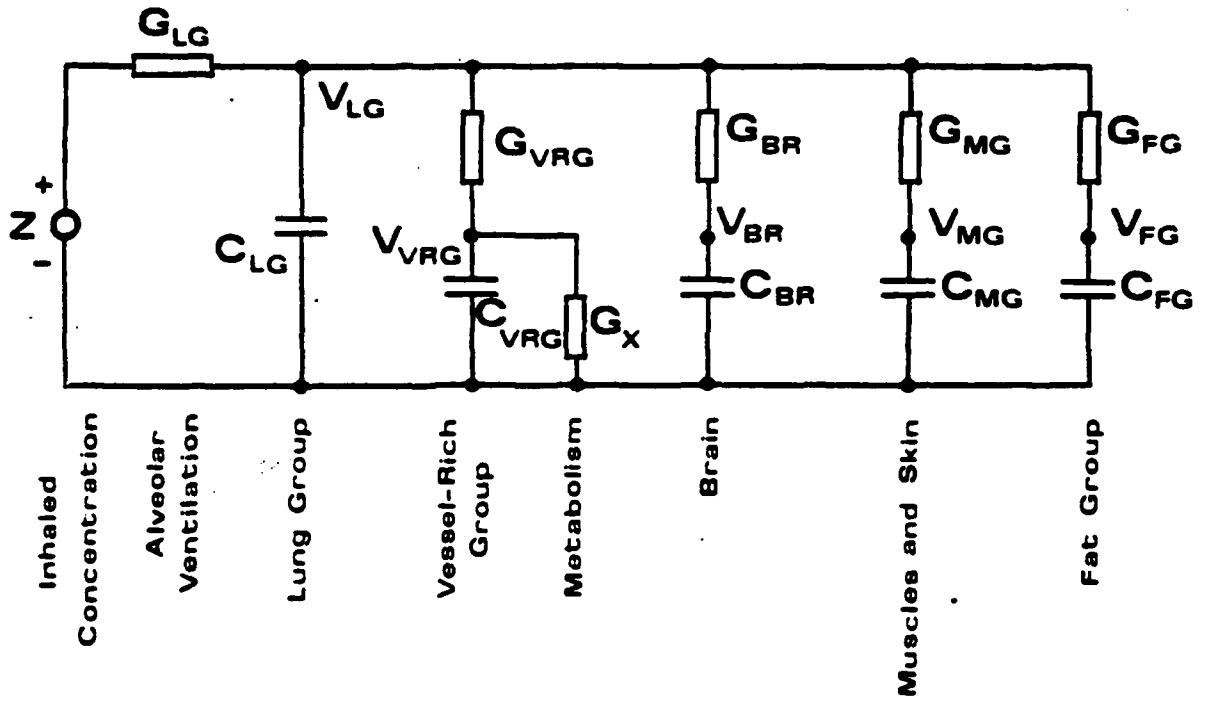 G_LG
V_LG
G_VRG
G_BR
G_MG
G_FG
+
N
-
C_LG
V_VRG
V_BR
V_MG
V_FG
C_VRG
G_X
C_BR
C_MG
C_FG
Inhaled
Concentration
Alveolar
Ventilation
Lung Group
Vessel-Rich
Group
Metabolism
Brain
Muscles and Skin
Fat Group